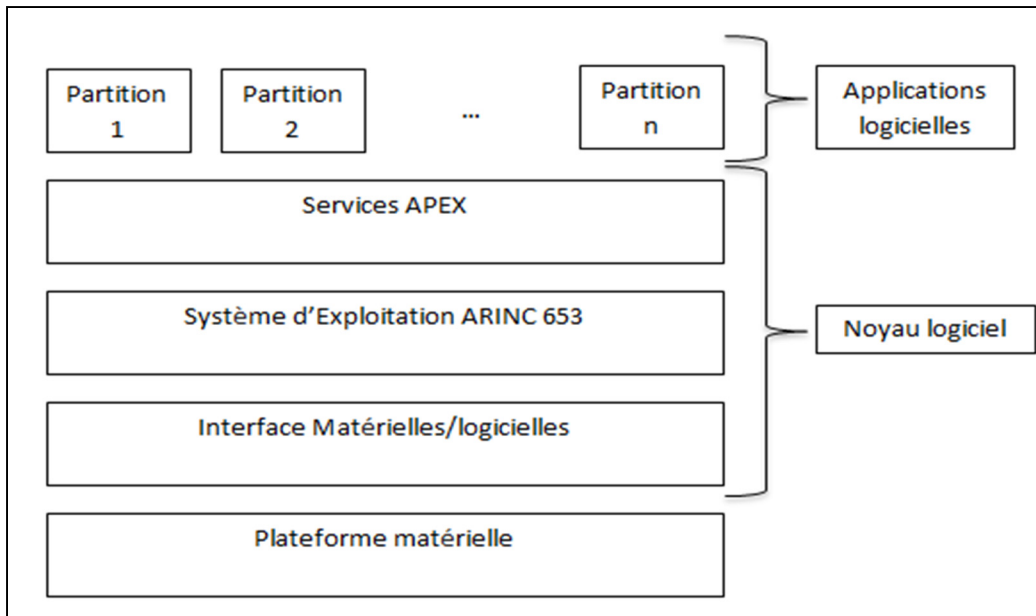 Partition
1
Partition
2
...
Partition
n
Applications
logicielles
Services APEX
Système d'Exploitation ARINC 653
Noyau logiciel
Interface Matérielles/logicielles
Plateforme matérielle